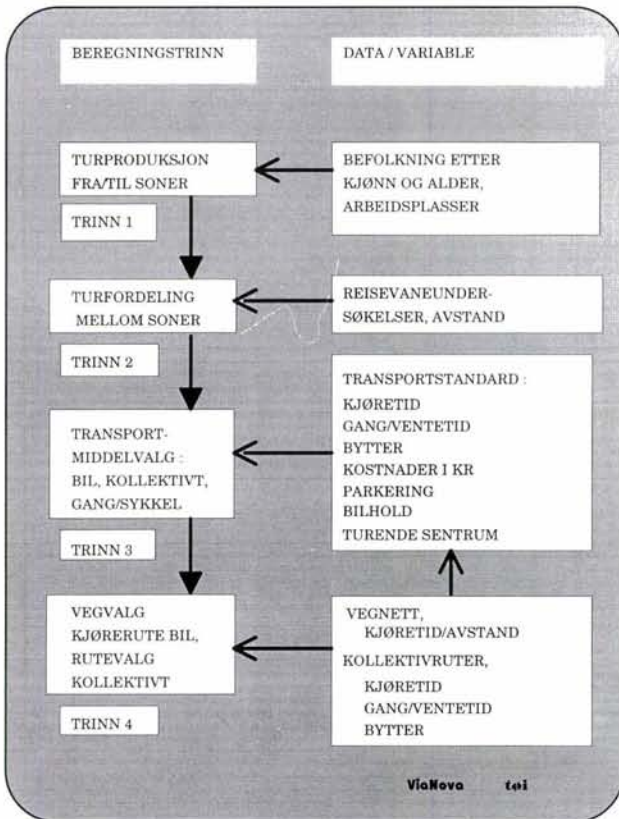 BEREGNINGSTRINN
DATA / VARIABLE
TURPRODUKSJON
FRA/TIL SONER
BEFOLKNING ETTER
KJØNN OG ALDER,
ARBEIDSPLASSER
TRINN 1
TURFORDELING
MELLOM SONER
REISEVANEUNDER-
SØKELSER, AVSTAND
TRINN 2
TRANSPORT-
MIDDELVALG :
BIL, KOLLEKTIVT,
GANG/SYKKEL
TRANSPORTSTANDARD :
KJØRETID
GANG/VENTETID
BYTTER
KOSTNADER I KR
PARKERING
BILHOLD
TURENDE SENTRUM
TRINN 3
VEGVALG
KJØRERUTE BIL,
RUTEVALG
KOLLEKTIVT
VEGNETT,
KJØRETID/AVSTAND
KOLLEKTIVRUTER,
KJØRETID
GANG/VENTETID
BYTTER
TRINN 4
ViaNova tøi